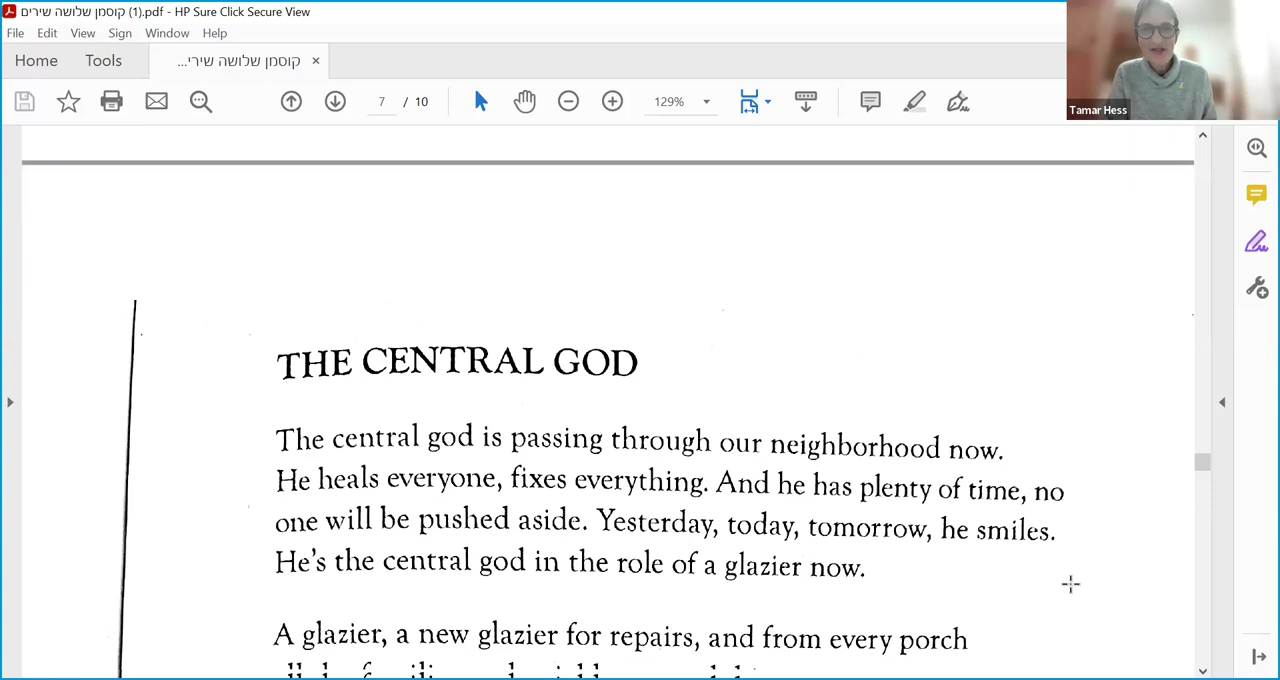 קוסמן שלושה שירים (1).pdf - HP Sure Click Secure View
File Edit View Sign Window Help
Home Tools קוסמן שלושה שירי... ×
7 / 10 129%
Tamar Hess
THE CENTRAL GOD
The central god is passing through our neighborhood now.
He heals everyone, fixes everything. And he has plenty of time, no
one will be pushed aside. Yesterday, today, tomorrow, he smiles.
He's the central god in the role of a glazier now.
A glazier, a new glazier for repairs, and from every porch